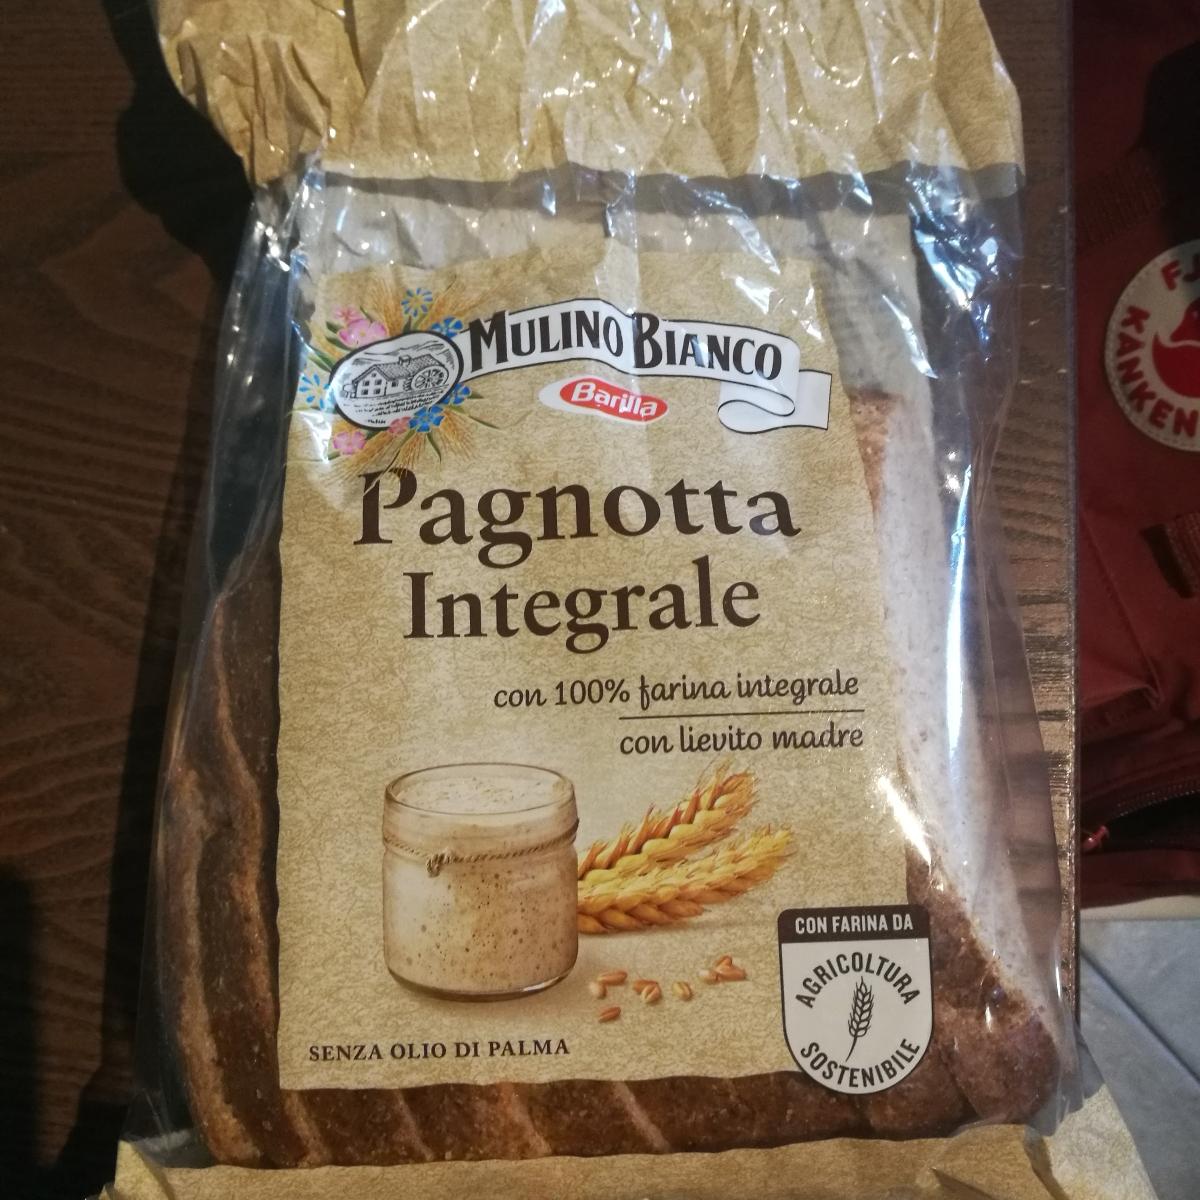 MULINO BIANCO
Barilla
Pagnotta
Integrale
con 100% farina integrale
con lievito madre
CON FARINA DA
AGRICOLTURA
SOSTENIBILE
SENZA OLIO DI PALMA
KANKEN